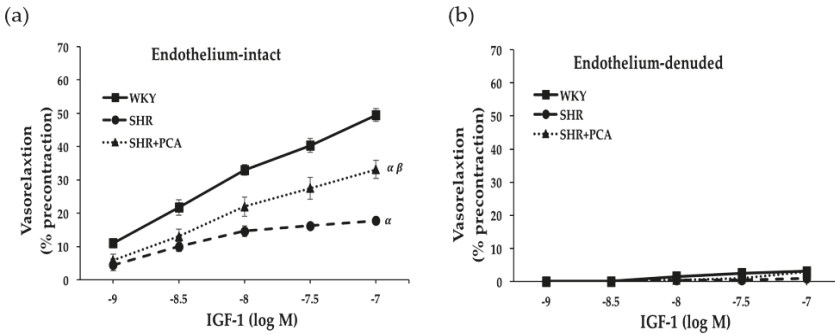 (a)
Endothelium-intact
Vasorelaxtion
(% precontraction)
70
60
50
40
30
20
10
0
WKY
SHR
SHR+PCA
α β
α
-9
-8.5
-8
-7.5
-7
IGF-1 (log M)
(b)
Endothelium-denuded
Vasorelaxtion
(% precontraction)
70
60
50
40
30
20
10
0
WKY
SHR
SHR+PCA
-9
-8.5
-8
-7.5
-7
IGF-1 (log M)